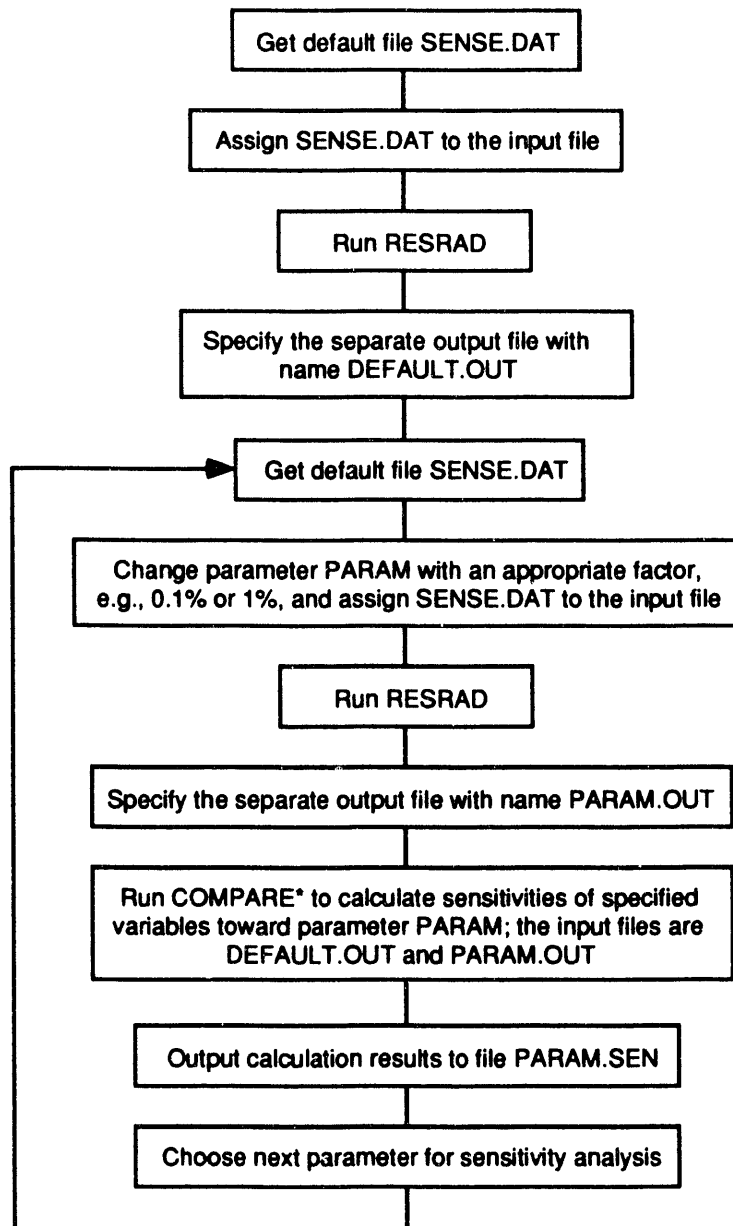 Get default file SENSE.DAT
Assign SENSE.DAT to the input file
Run RESRAD
Specify the separate output file with
name DEFAULT.OUT
Get default file SENSE.DAT
Change parameter PARAM with an appropriate factor,
e.g., 0.1% or 1%, and assign SENSE.DAT to the input file
Run RESRAD
Specify the separate output file with name PARAM.OUT
Run COMPARE* to calculate sensitivities of specified
variables toward parameter PARAM; the input files are
DEFAULT.OUT and PARAM.OUT
Output calculation results to file PARAM.SEN
Choose next parameter for sensitivity analysis